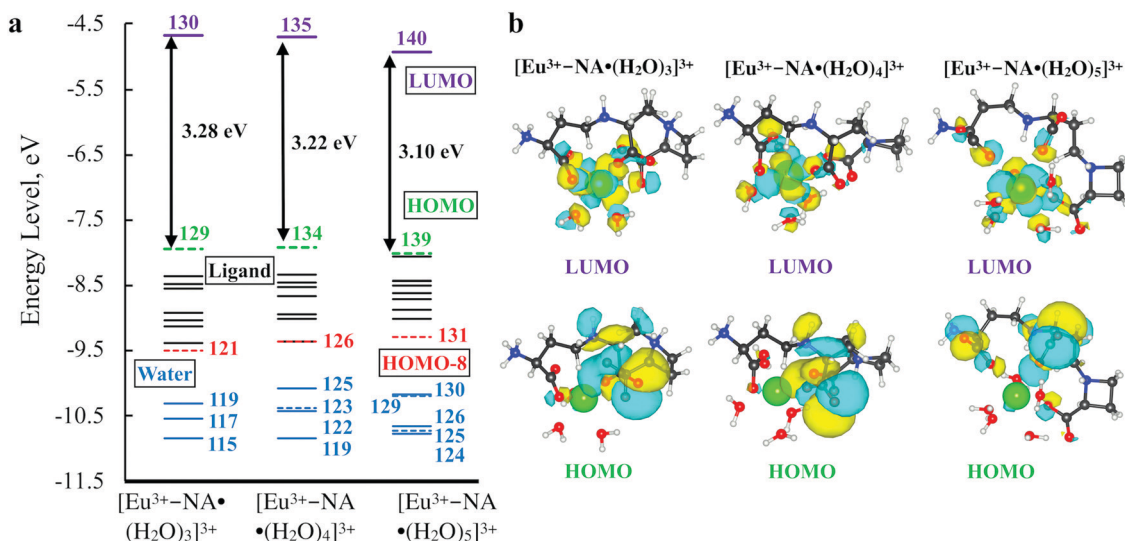 a
b
Energy Level, eV
-4.5
-5.5
-6.5
-7.5
-8.5
-9.5
-10.5
-11.5
130
135
140
LUMO
3.28 eV
3.22 eV
3.10 eV
HOMO
129
134
139
Ligand
121
126
131
Water
HOMO-8
119
117
115
125
123
122
119
129
130
126
125
124
[Eu³⁺−NA•
(H₂O)₃]³⁺
[Eu³⁺−NA
•(H₂O)₄]³⁺
[Eu³⁺−NA
•(H₂O)₅]³⁺
[Eu³⁺−NA•(H₂O)₃]³⁺
[Eu³⁺−NA•(H₂O)₄]³⁺
[Eu³⁺−NA•(H₂O)₅]³⁺
LUMO
LUMO
LUMO
HOMO
HOMO
HOMO